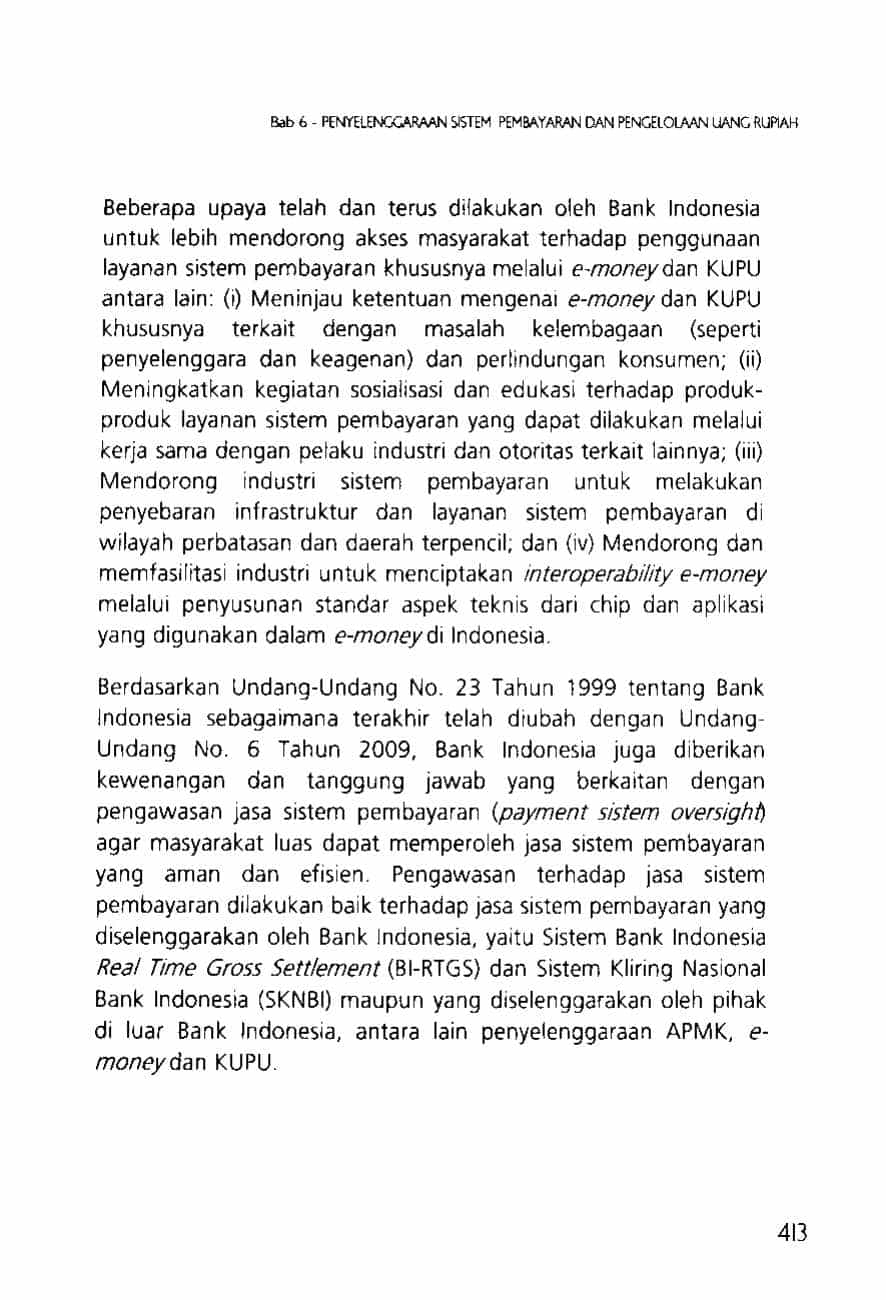 Bab 6 - PENYELENGGARAAN SISTEM PEMBAYARAN DAN PENGELOLAAN UANG RUPIAH
Beberapa upaya telah dan terus dilakukan oleh Bank Indonesia
untuk lebih mendorong akses masyarakat terhadap penggunaan
layanan sistem pembayaran khususnya melalui e-money dan KUPU
antara lain: (i) Meninjau ketentuan mengenai e-money dan KUPU
khususnya terkait dengan masalah kelembagaan (seperti
penyelenggara dan keagenan) dan perlindungan konsumen; (ii)
Meningkatkan kegiatan sosialisasi dan edukasi terhadap produk-
produk layanan sistem pembayaran yang dapat dilakukan melalui
kerja sama dengan pelaku industri dan otoritas terkait lainnya; (iii)
Mendorong industri sistem pembayaran untuk melakukan
penyebaran infrastruktur dan layanan sistem pembayaran di
wilayah perbatasan dan daerah terpencil; dan (iv) Mendorong dan
memfasilitasi industri untuk menciptakan interoperability e-money
melalui penyusunan standar aspek teknis dari chip dan aplikasi
yang digunakan dalam e-money di Indonesia.
Berdasarkan Undang-Undang No. 23 Tahun 1999 tentang Bank
Indonesia sebagaimana terakhir telah diubah dengan Undang-
Undang No. 6 Tahun 2009, Bank Indonesia juga diberikan
kewenangan dan tanggung jawab yang berkaitan dengan
pengawasan jasa sistem pembayaran (payment sistem oversight)
agar masyarakat luas dapat memperoleh jasa sistem pembayaran
yang aman dan efisien. Pengawasan terhadap jasa sistem
pembayaran dilakukan baik terhadap jasa sistem pembayaran yang
diselenggarakan oleh Bank Indonesia, yaitu Sistem Bank Indonesia
Real Time Gross Settlement (BI-RTGS) dan Sistem Kliring Nasional
Bank Indonesia (SKNBI) maupun yang diselenggarakan oleh pihak
di luar Bank Indonesia, antara lain penyelenggaraan APMK, e-
money dan KUPU.
413